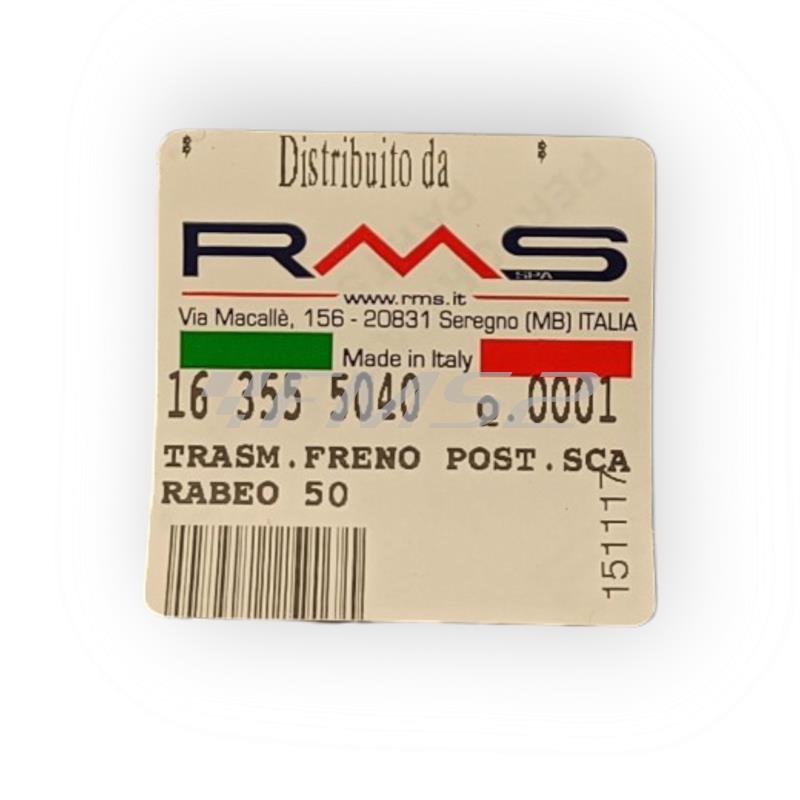 Distribuito da
RMS
SPA
www.rms.it
Via Macallè, 156 - 20831 Seregno (MB) ITALIA
Made in Italy
16 355 5040 Q.0001
TRASM.FRENO POST.SCA
RABEO 50
151117